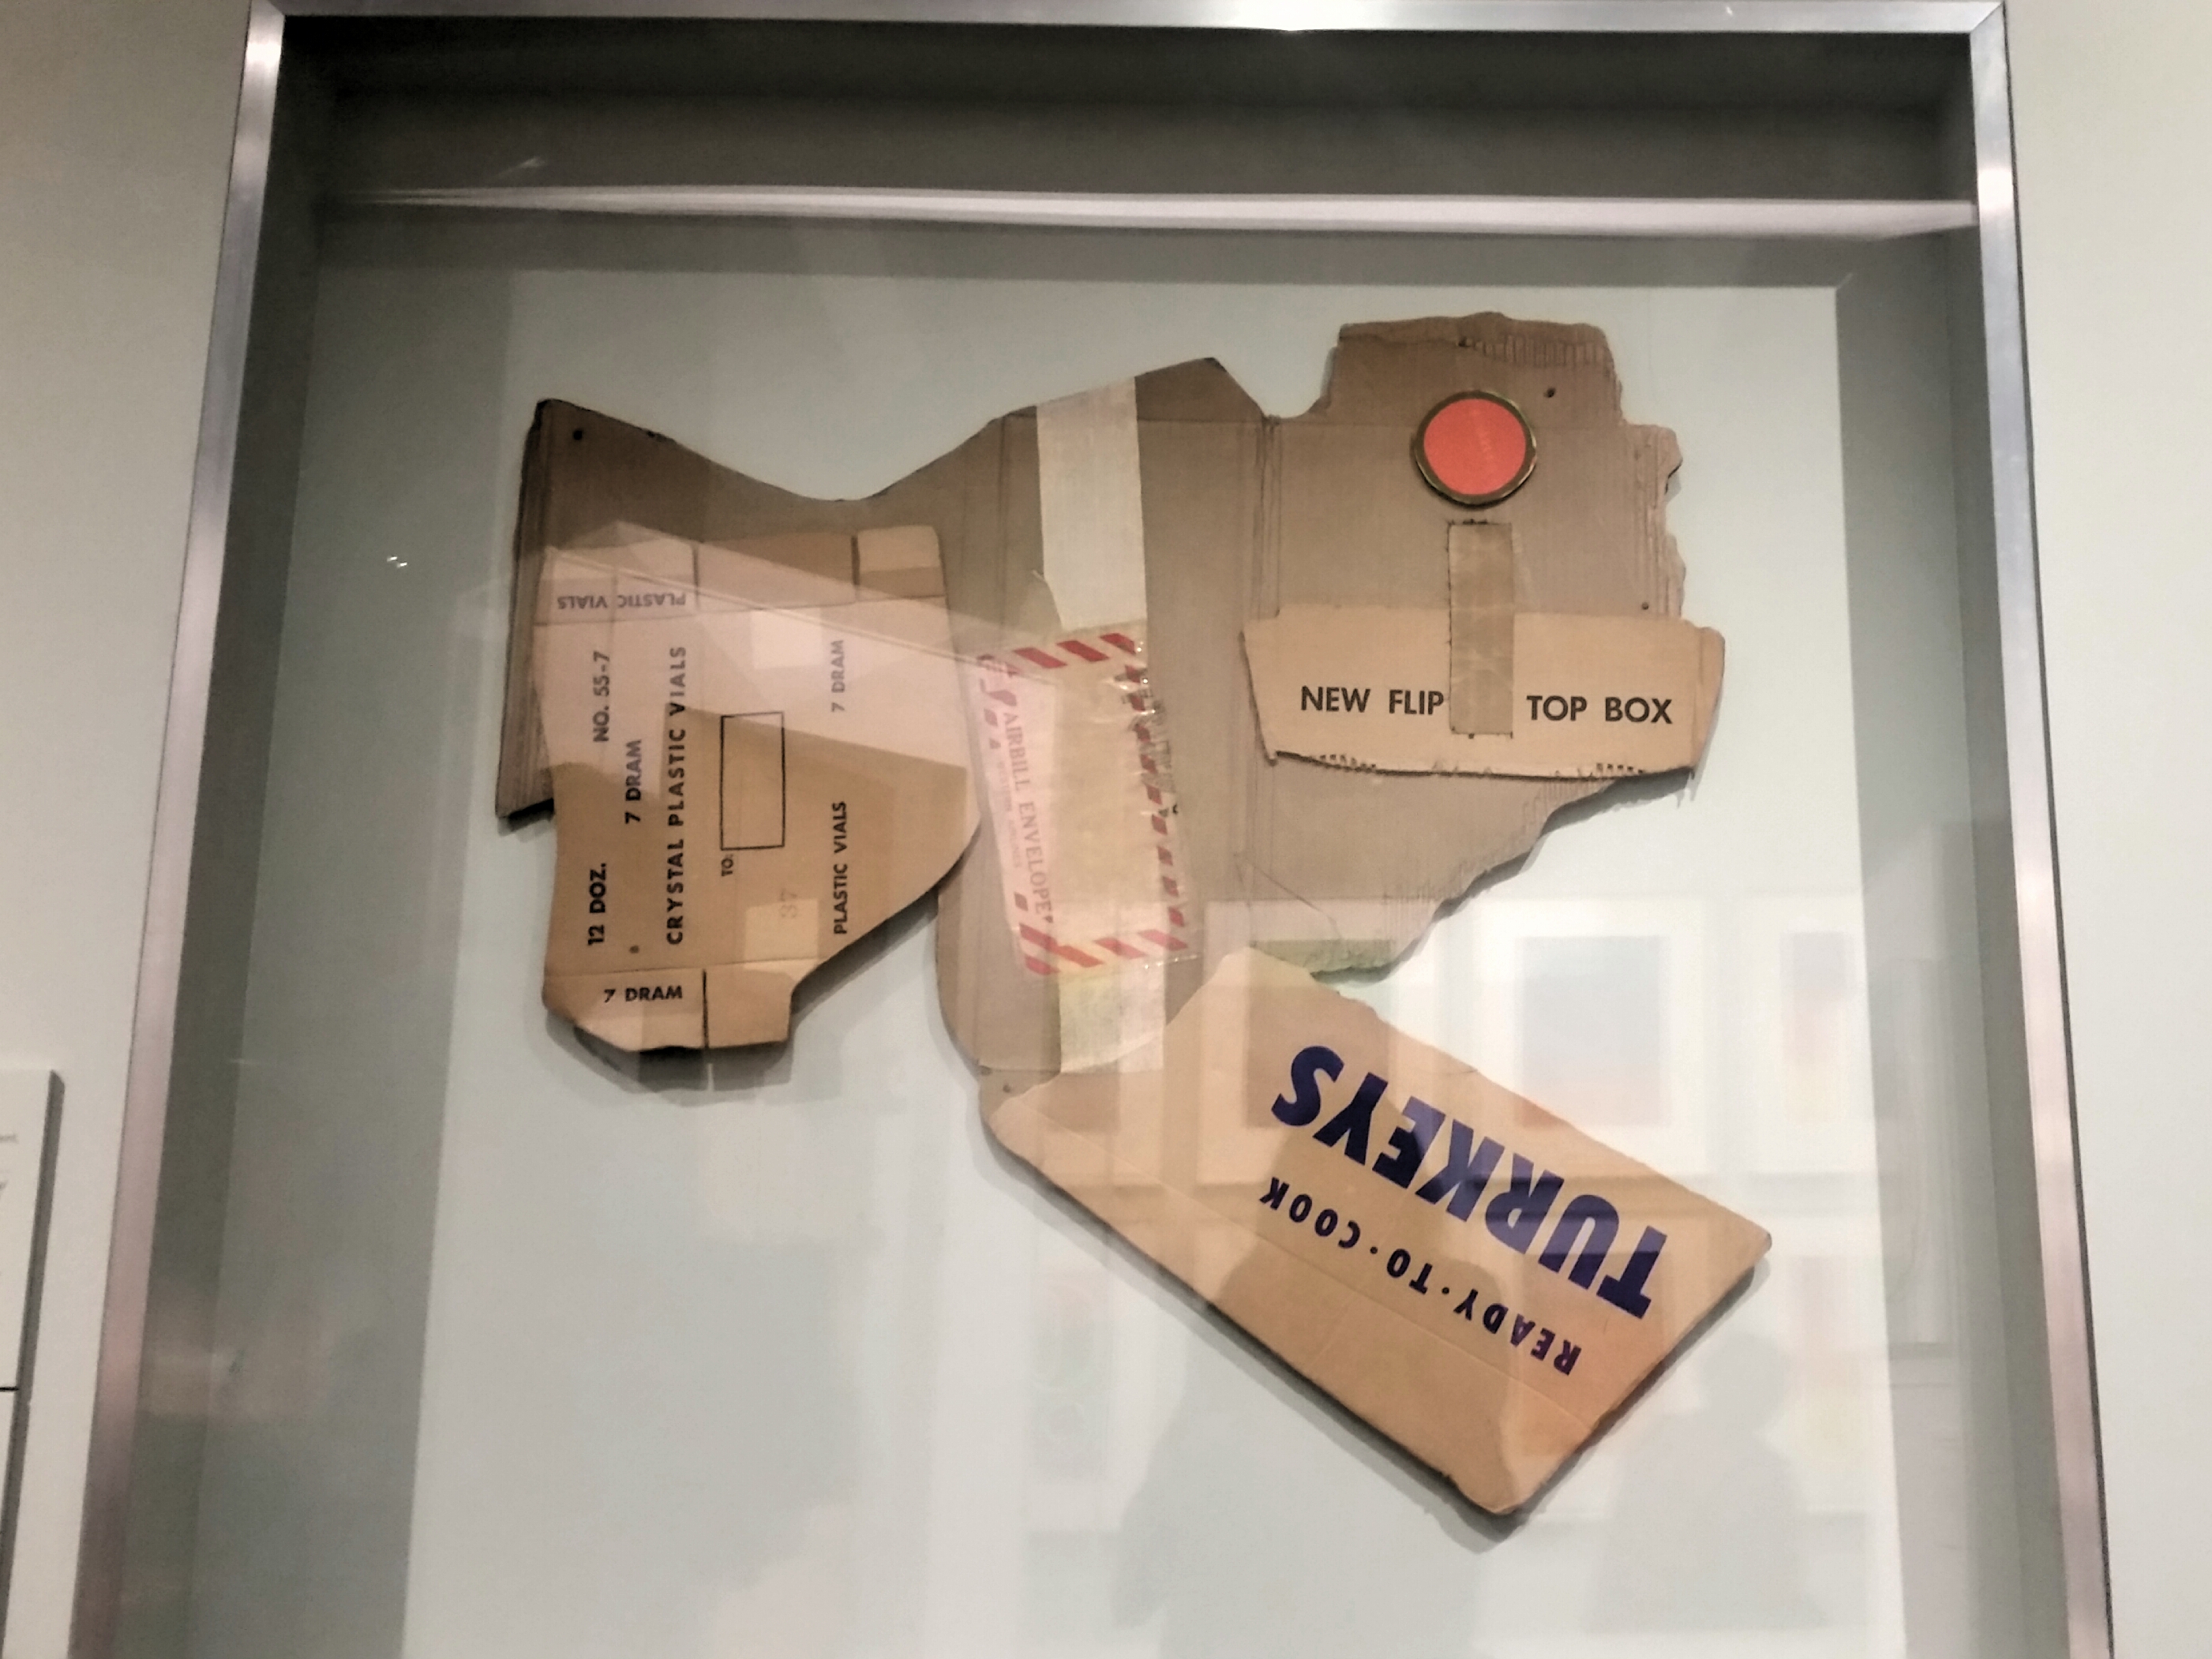 PLASTIC VIALS
NO. 55-7
12 DOZ.
7 DRAM
CRYSTAL PLASTIC VIALS
TO:
7 DRAM
PLASTIC VIALS
37
7 DRAM
AIRBILL ENVELOPE
NEW FLIP TOP BOX
READY·TO·COOK
TURKEYS